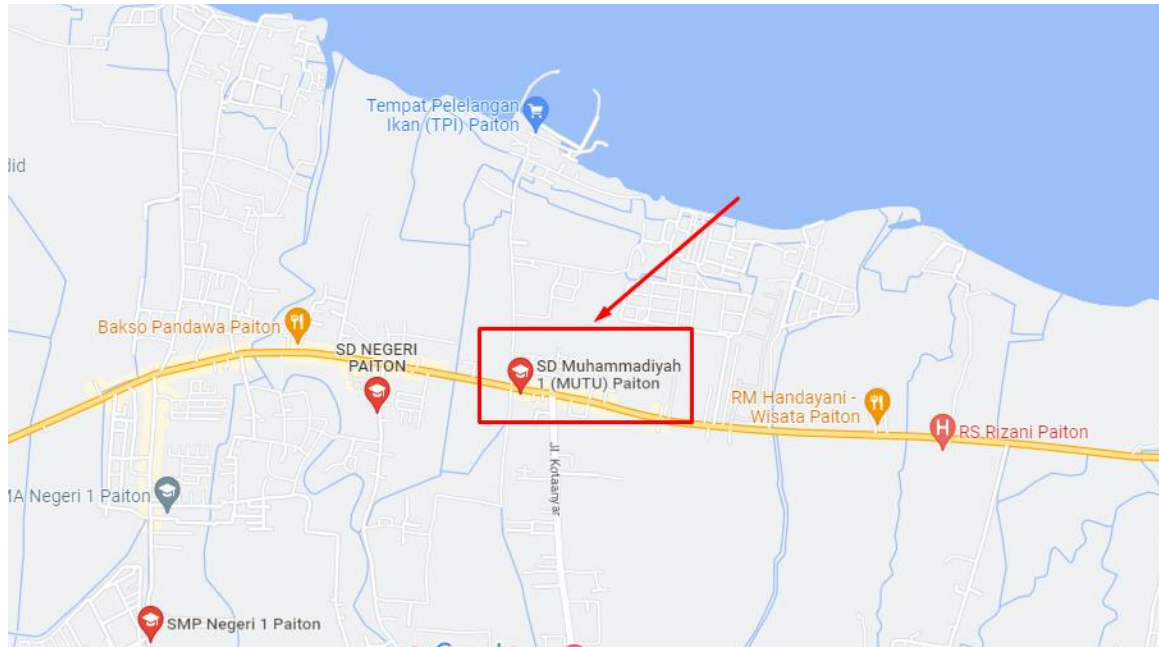 Tempat Pelelangan
Ikan (TPI) Paiton
Bakso Pandawa Paiton
SD NEGERI
PAITON
SD Muhammadiyah
1 (MUTU) Paiton
RM Handayani -
Wisata Paiton
H
RS Rizani Paiton
Jl. Kotaanyar
Negeri 1 Paiton
SMP Negeri 1 Paiton